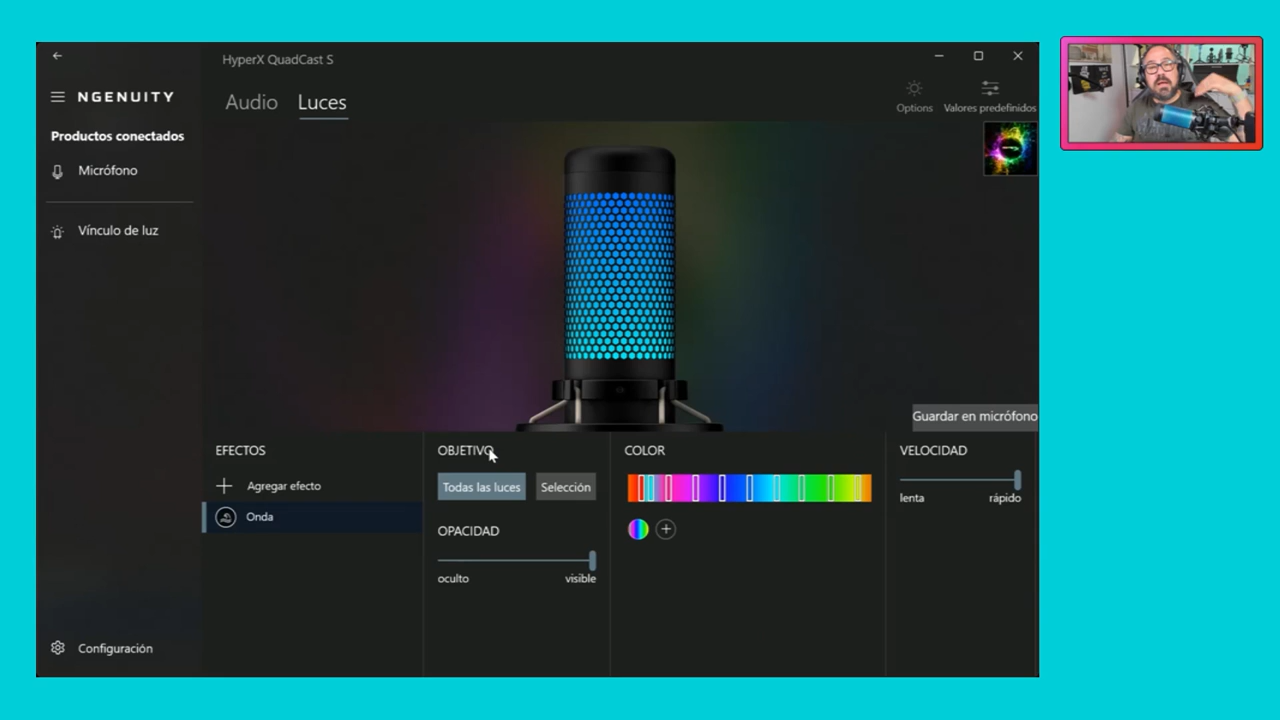 HyperX QuadCast S
NGENUITY
Audio
Luces
Options
Valores predefinidos
Productos conectados
Micrófono
Vínculo de luz
Configuración
Guardar en micrófono
EFECTOS
Agregar efecto
Onda
OBJETIVO
Todas las luces
Selección
OPACIDAD
oculto
visible
COLOR
VELOCIDAD
lenta
rápido